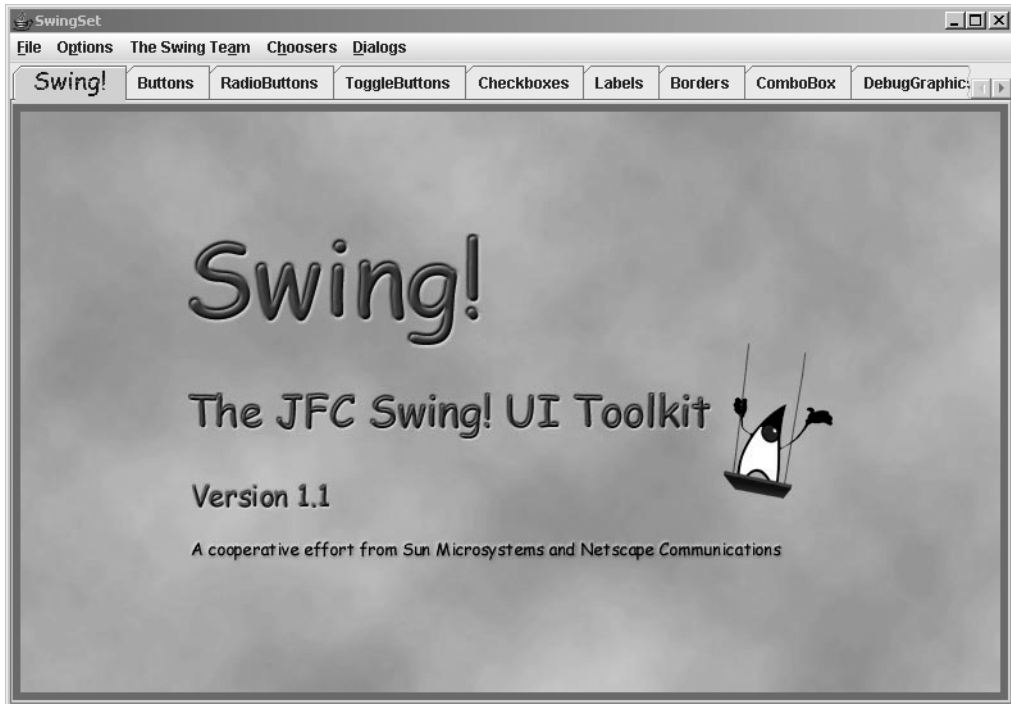 SwingSet
File Options The Swing Team Choosers Dialogs
Swing! Buttons RadioButtons ToggleButtons Checkboxes Labels Borders ComboBox DebugGraphics
Swing!
The JFC Swing! UI Toolkit
Version 1.1
A cooperative effort from Sun Microsystems and Netscape Communications